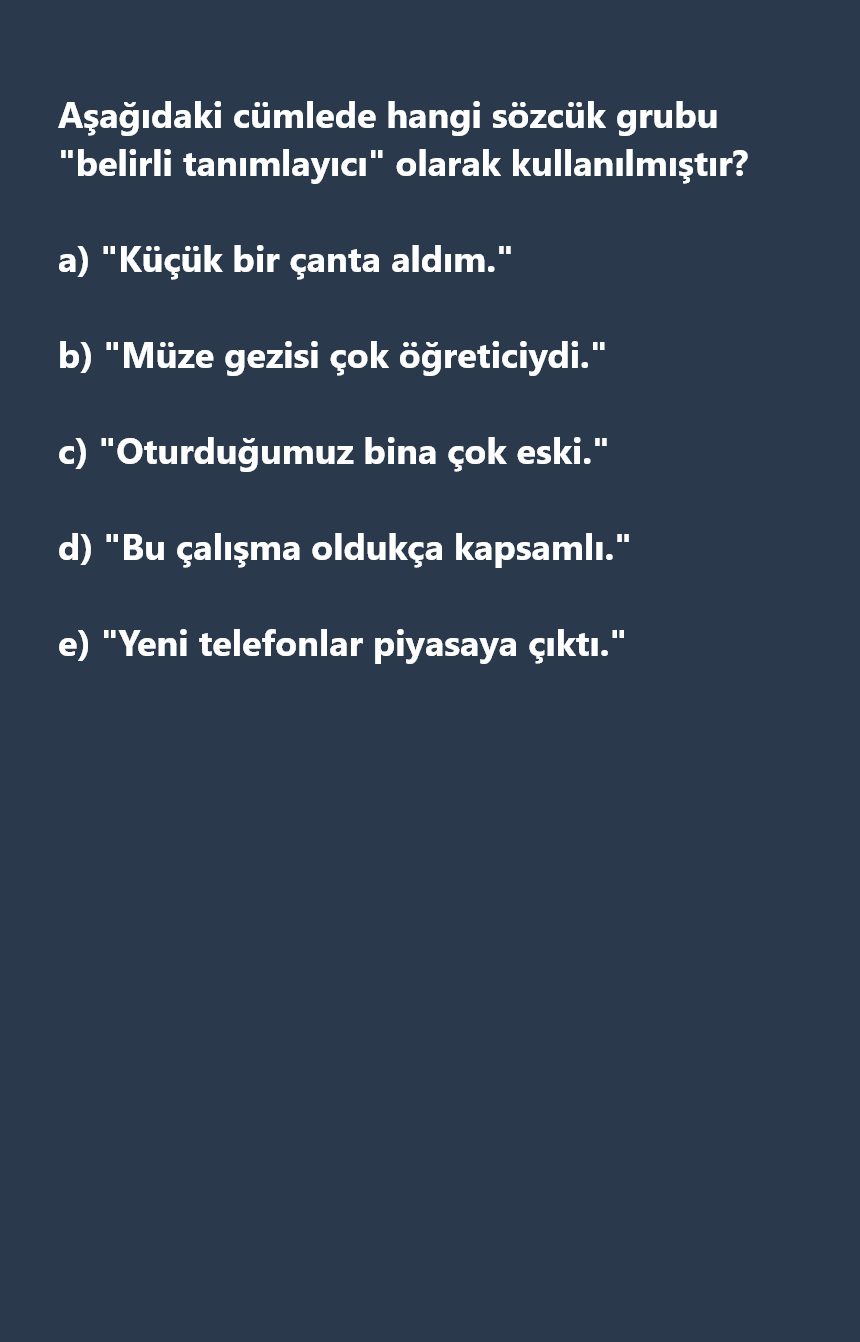 Aşağıdaki cümlede hangi sözcük grubu
"belirli tanımlayıcı" olarak kullanılmıştır?
a) "Küçük bir çanta aldım."
b) "Müze gezisi çok öğreticiydi."
c) "Oturduğumuz bina çok eski."
d) "Bu çalışma oldukça kapsamlı."
e) "Yeni telefonlar piyasaya çıktı."